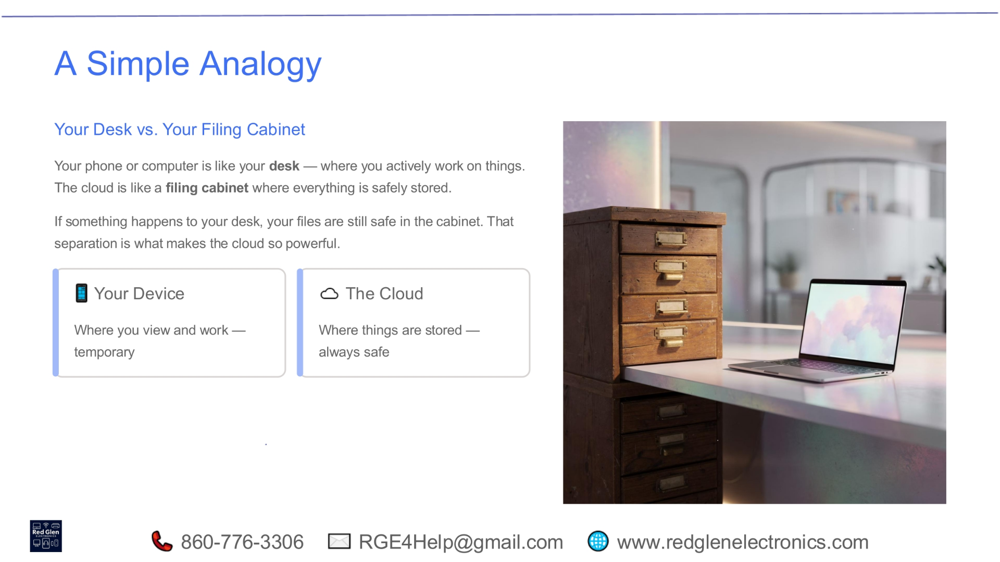 A Simple Analogy
Your Desk vs. Your Filing Cabinet
Your phone or computer is like your desk — where you actively work on things.
The cloud is like a filing cabinet where everything is safely stored.
If something happens to your desk, your files are still safe in the cabinet. That
separation is what makes the cloud so powerful.
Your Device
Where you view and work —
temporary
The Cloud
Where things are stored —
always safe
.
Red Glen
ELECTRONICS
860-776-3306
RGE4Help@gmail.com
www.redglenelectronics.com